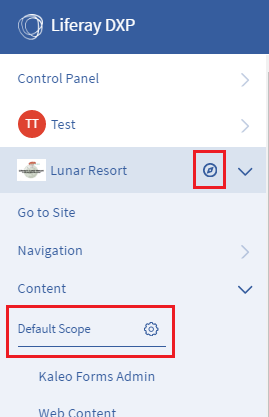 Liferay DXP
Control Panel
TT Test
Lunar Resort
Go to Site
Navigation
Content
Default Scope
Kaleo Forms Admin
Web Content